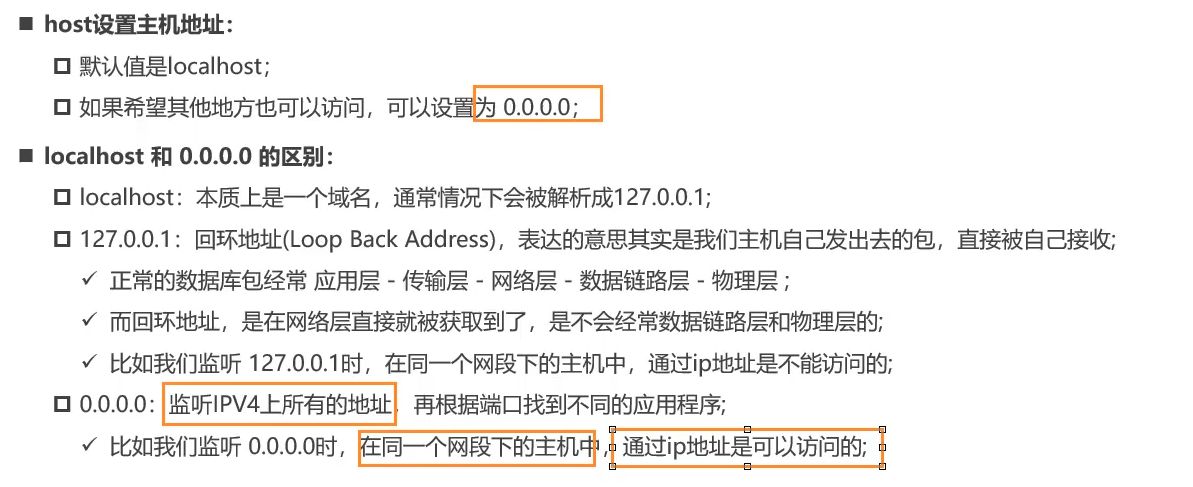 host设置主机地址：
默认值是localhost；
如果希望其他地方也可以访问，可以设置为 0.0.0.0；
localhost 和 0.0.0.0 的区别：
localhost：本质上是一个域名，通常情况下会被解析成127.0.0.1;
127.0.0.1：回环地址(Loop Back Address)，表达的意思其实是我们主机自己发出去的包，直接被自己接收;
正常的数据库包经常 应用层 - 传输层 - 网络层 - 数据链路层 - 物理层 ;
而回环地址，是在网络层直接就被获取到了，是不会经常数据链路层和物理层的;
比如我们监听 127.0.0.1时，在同一个网段下的主机中，通过ip地址是不能访问的;
0.0.0.0：监听IPV4上所有的地址，再根据端口找到不同的应用程序;
比如我们监听 0.0.0.0时，在同一个网段下的主机中，通过ip地址是可以访问的;